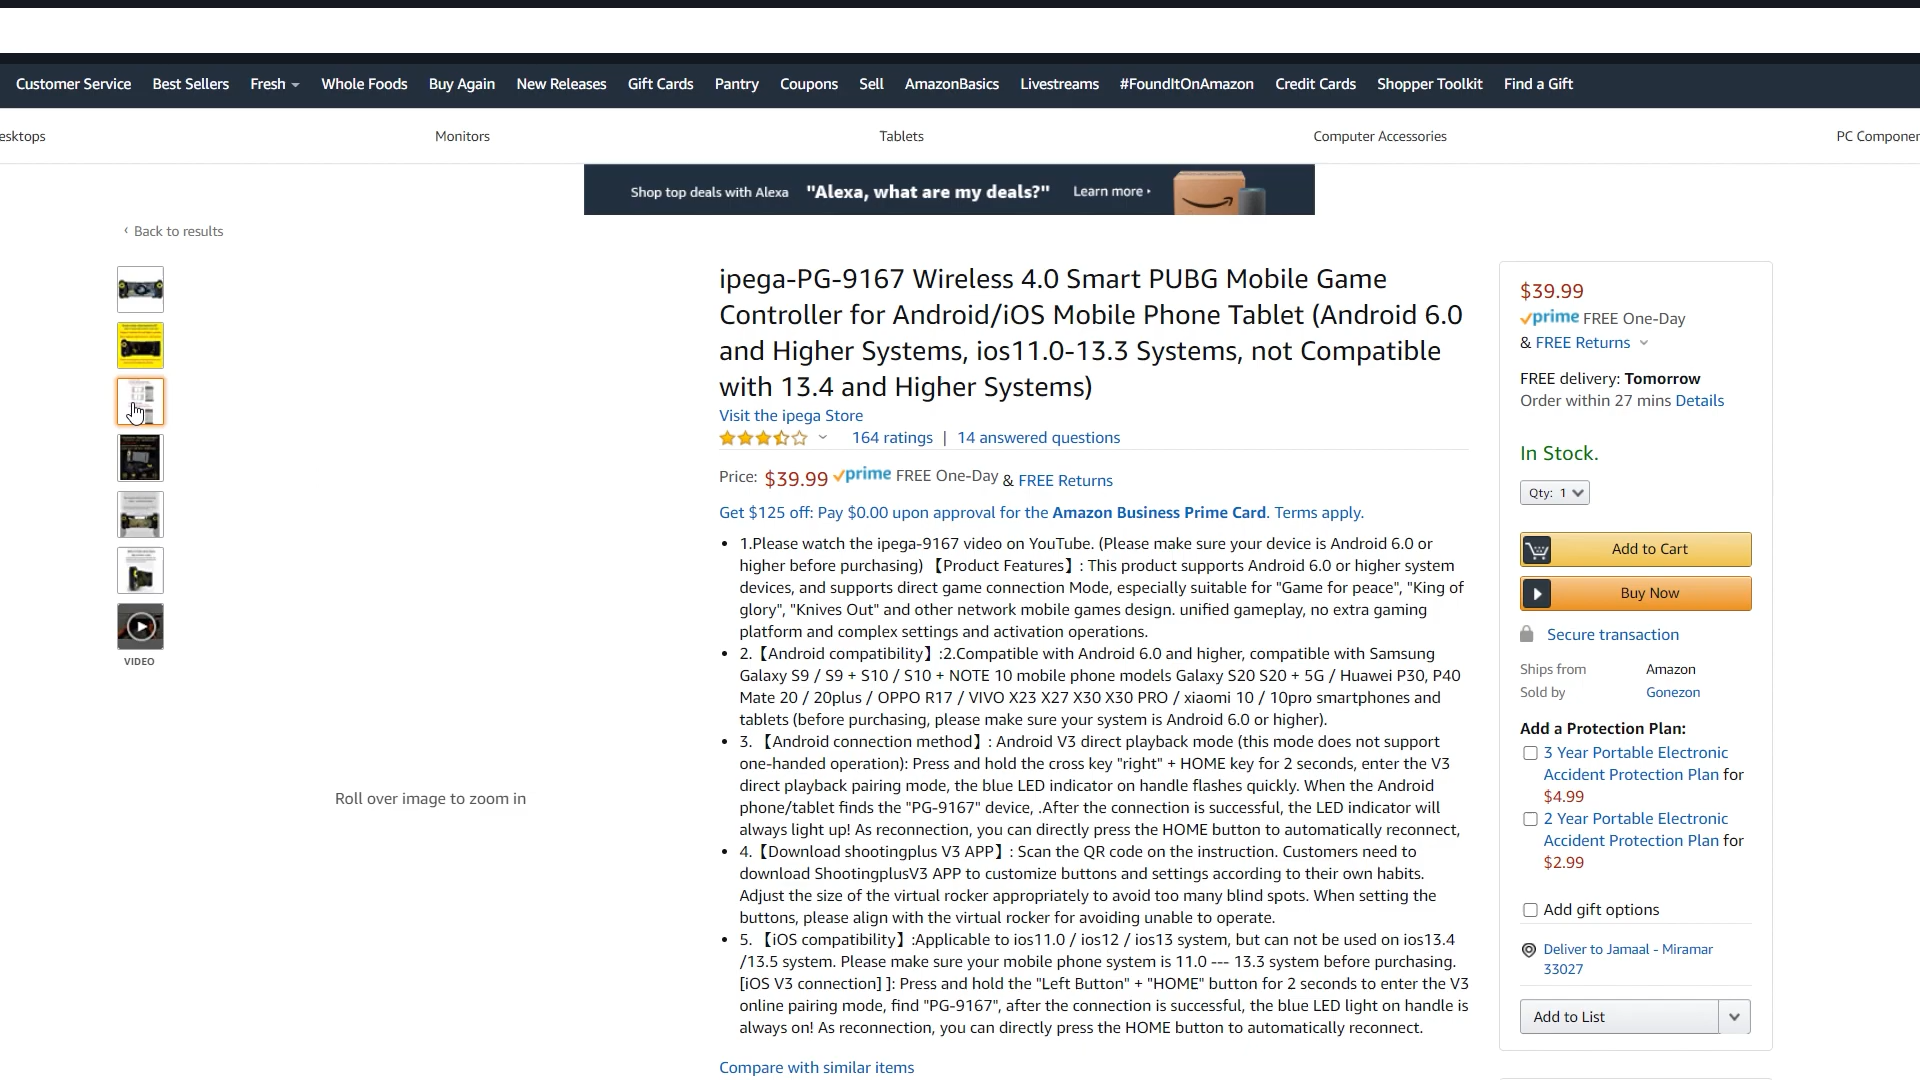 Customer Service Best Sellers Fresh Whole Foods Buy Again New Releases Gift Cards Pantry Coupons Sell AmazonBasics Livestreams #FoundItOnAmazon Credit Cards Shopper Toolkit Find a Gift
esktops Monitors Tablets Computer Accessories PC Componen
Shop top deals with Alexa "Alexa, what are my deals?" Learn more ▸
‹ Back to results
VIDEO
Roll over image to zoom in
ipega-PG-9167 Wireless 4.0 Smart PUBG Mobile Game
Controller for Android/iOS Mobile Phone Tablet (Android 6.0
and Higher Systems, ios11.0-13.3 Systems, not Compatible
with 13.4 and Higher Systems)
Visit the ipega Store
164 ratings | 14 answered questions
Price: $39.99 prime FREE One-Day & FREE Returns
Get $125 off: Pay $0.00 upon approval for the Amazon Business Prime Card. Terms apply.
• 1.Please watch the ipega-9167 video on YouTube. (Please make sure your device is Android 6.0 or
higher before purchasing) 【Product Features】: This product supports Android 6.0 or higher system
devices, and supports direct game connection Mode, especially suitable for "Game for peace", "King of
glory", "Knives Out" and other network mobile games design. unified gameplay, no extra gaming
platform and complex settings and activation operations.
• 2.【Android compatibility】:2.Compatible with Android 6.0 and higher, compatible with Samsung
Galaxy S9 / S9 + S10 / S10 + NOTE 10 mobile phone models Galaxy S20 S20 + 5G / Huawei P30, P40
Mate 20 / 20plus / OPPO R17 / VIVO X23 X27 X30 X30 PRO / xiaomi 10 / 10pro smartphones and
tablets (before purchasing, please make sure your system is Android 6.0 or higher).
• 3. 【Android connection method】: Android V3 direct playback mode (this mode does not support
one-handed operation): Press and hold the cross key "right" + HOME key for 2 seconds, enter the V3
direct playback pairing mode, the blue LED indicator on handle flashes quickly. When the Android
phone/tablet finds the "PG-9167" device, .After the connection is successful, the LED indicator will
always light up! As reconnection, you can directly press the HOME button to automatically reconnect,
• 4.【Download shootingplus V3 APP】: Scan the QR code on the instruction. Customers need to
download ShootingplusV3 APP to customize buttons and settings according to their own habits.
Adjust the size of the virtual rocker appropriately to avoid too many blind spots. When setting the
buttons, please align with the virtual rocker for avoiding unable to operate.
• 5. 【iOS compatibility】:Applicable to ios11.0 / ios12 / ios13 system, but can not be used on ios13.4
/13.5 system. Please make sure your mobile phone system is 11.0 --- 13.3 system before purchasing.
[iOS V3 connection] ]: Press and hold the "Left Button" + "HOME" button for 2 seconds to enter the V3
online pairing mode, find "PG-9167", after the connection is successful, the blue LED light on handle is
always on! As reconnection, you can directly press the HOME button to automatically reconnect.
Compare with similar items
$39.99
prime FREE One-Day
& FREE Returns
FREE delivery: Tomorrow
Order within 27 mins Details
In Stock.
Qty: 1
Add to Cart
Buy Now
Secure transaction
Ships from Amazon
Sold by Gonezon
Add a Protection Plan:
3 Year Portable Electronic
Accident Protection Plan for
$4.99
2 Year Portable Electronic
Accident Protection Plan for
$2.99
Add gift options
Deliver to Jamaal - Miramar
33027
Add to List